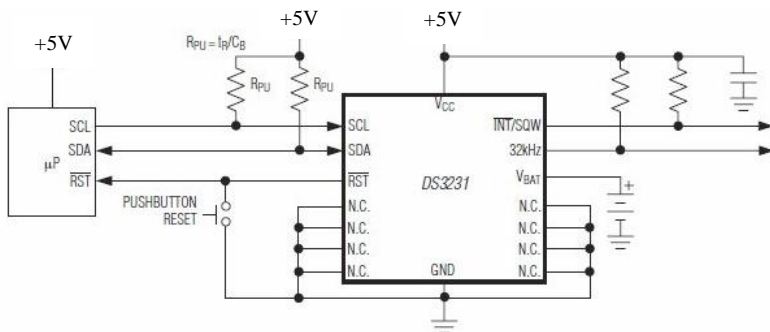 +5V
+5V
+5V
RPU = tR/CB
RPU
RPU
VCC
SCL
SCL
INT/SQW
SDA
SDA
32kHz
μP
RST
RST
DS3231
VBAT
+
PUSHBUTTON
RESET
N.C.
N.C.
N.C.
N.C.
N.C.
N.C.
N.C.
N.C.
GND